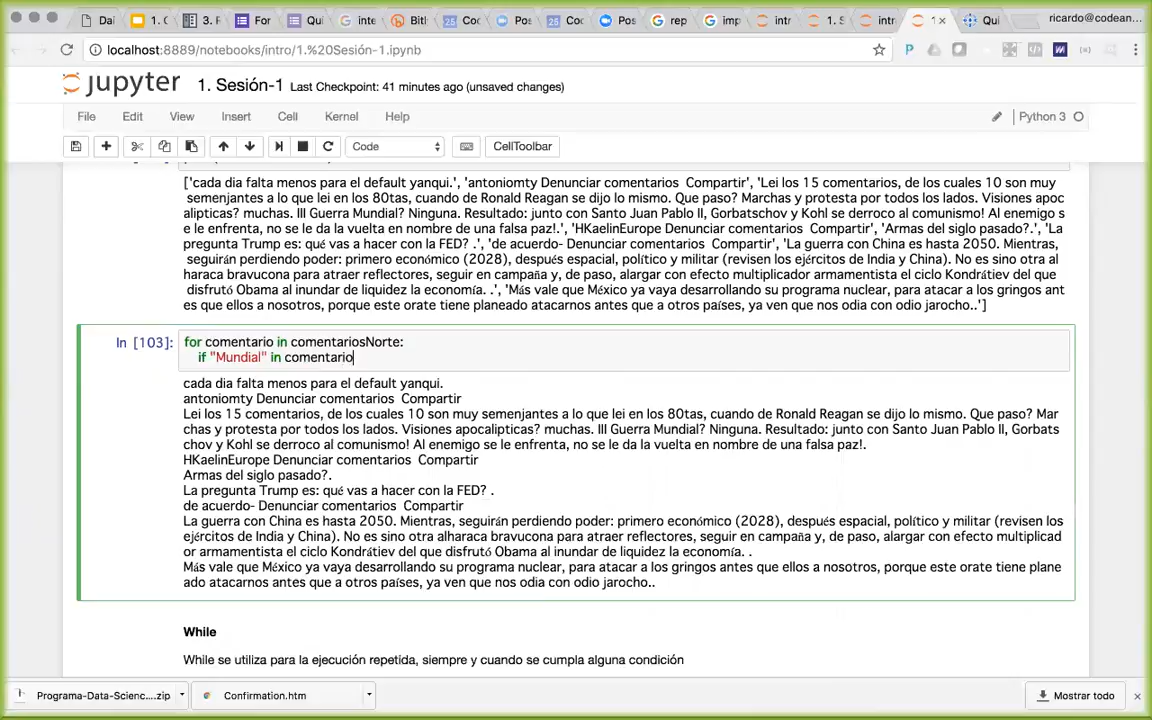 Dai
1. C
3. F
For
Qui
inte
Bitl
Co
Pos
Co
Pos
rep
imp
intr
1. S
intr
1
Qui
ricardo@codean...
localhost:8889/notebooks/intro/1.%20Sesión-1.ipynb
jupyter 1. Sesión-1 Last Checkpoint: 41 minutes ago (unsaved changes)
File Edit View Insert Cell Kernel Help Python 3
Code CellToolbar
['cada dia falta menos para el default yanqui.', 'antoniomty Denunciar comentarios  Compartir', 'Lei los 15 comentarios, de los cuales 10 son muy
semenjantes a lo que lei en los 80tas, cuando de Ronald Reagan se dijo lo mismo. Que paso? Marchas y protesta por todos los lados. Visiones apoc
alipticas? muchas. III Guerra Mundial? Ninguna. Resultado: junto con Santo Juan Pablo II, Gorbatschov y Kohl se derroco al comunismo! Al enemigo s
e le enfrenta, no se le da la vuelta en nombre de una falsa paz!.', 'HKaelinEurope Denunciar comentarios  Compartir', 'Armas del siglo pasado?.', 'La
pregunta Trump es: qué vas a hacer con la FED? .', 'de acuerdo- Denunciar comentarios  Compartir', 'La guerra con China es hasta 2050. Mientras,
seguirán perdiendo poder: primero económico (2028), después espacial, político y militar (revisen los ejércitos de India y China). No es sino otra al
haraca bravucona para atraer reflectores, seguir en campaña y, de paso, alargar con efecto multiplicador armamentista el ciclo Kondrátiev del que
disfrutó Obama al inundar de liquidez la economía. .', 'Más vale que México ya vaya desarrollando su programa nuclear, para atacar a los gringos ant
es que ellos a nosotros, porque este orate tiene planeado atacarnos antes que a otros países, ya ven que nos odia con odio jarocho..']
In [103]: for comentario in comentariosNorte:
if "Mundial" in comentario
cada dia falta menos para el default yanqui.
antoniomty Denunciar comentarios  Compartir
Lei los 15 comentarios, de los cuales 10 son muy semenjantes a lo que lei en los 80tas, cuando de Ronald Reagan se dijo lo mismo. Que paso? Mar
chas y protesta por todos los lados. Visiones apocalipticas? muchas. III Guerra Mundial? Ninguna. Resultado: junto con Santo Juan Pablo II, Gorbats
chov y Kohl se derroco al comunismo! Al enemigo se le enfrenta, no se le da la vuelta en nombre de una falsa paz!.
HKaelinEurope Denunciar comentarios  Compartir
Armas del siglo pasado?.
La pregunta Trump es: qué vas a hacer con la FED? .
de acuerdo- Denunciar comentarios  Compartir
La guerra con China es hasta 2050. Mientras, seguirán perdiendo poder: primero económico (2028), después espacial, político y militar (revisen los
ejércitos de India y China). No es sino otra alharaca bravucona para atraer reflectores, seguir en campaña y, de paso, alargar con efecto multiplicad
or armamentista el ciclo Kondrátiev del que disfrutó Obama al inundar de liquidez la economía. .
Más vale que México ya vaya desarrollando su programa nuclear, para atacar a los gringos antes que ellos a nosotros, porque este orate tiene plane
ado atacarnos antes que a otros países, ya ven que nos odia con odio jarocho..
While
While se utiliza para la ejecución repetida, siempre y cuando se cumpla alguna condición
Programa-Data-Scienc....zip Confirmation.htm Mostrar todo